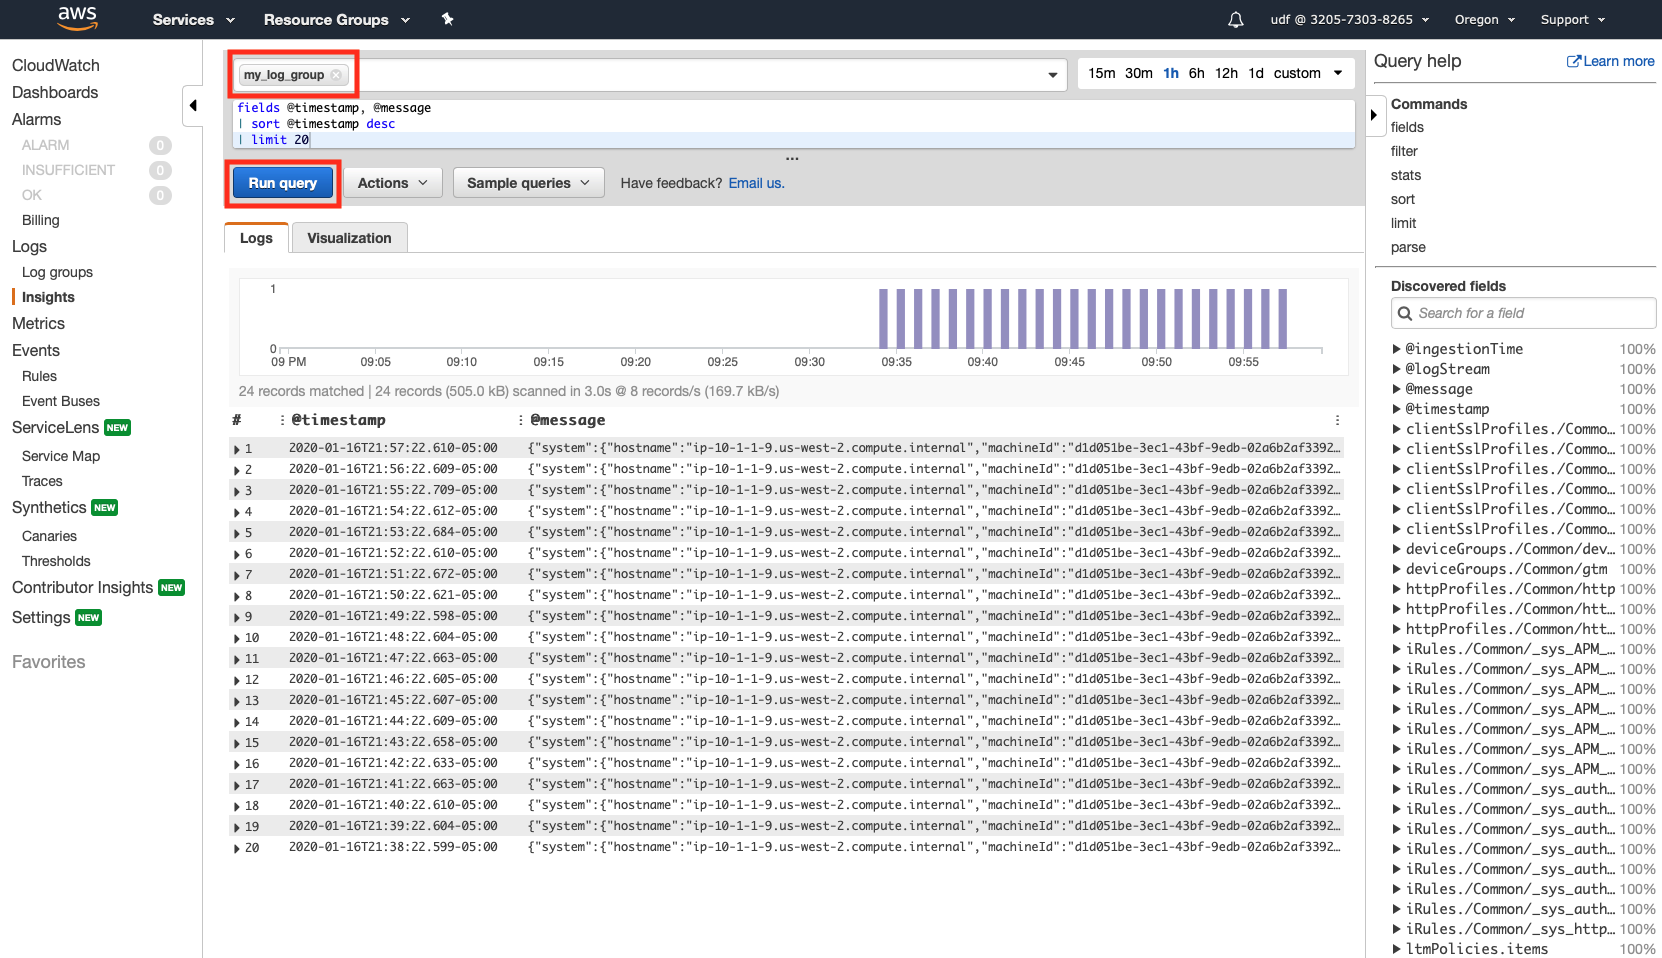 aws Services Resource Groups udf @ 3205-7303-8265 Oregon Support
CloudWatch
Dashboards
Alarms
ALARM 0
INSUFFICIENT 0
OK 0
Billing
Logs
Log groups
Insights
Metrics
Events
Rules
Event Buses
ServiceLens NEW
Service Map
Traces
Synthetics NEW
Canaries
Thresholds
Contributor Insights NEW
Settings NEW
Favorites
my_log_group
15m 30m 1h 6h 12h 1d custom
fields @timestamp, @message
| sort @timestamp desc
| limit 20
Run query Actions Sample queries Have feedback? Email us.
Logs Visualization
1
0
09 PM 09:05 09:10 09:15 09:20 09:25 09:30 09:35 09:40 09:45 09:50 09:55
24 records matched | 24 records (505.0 kB) scanned in 3.0s @ 8 records/s (169.7 kB/s)
# @timestamp @message
1 2020-01-16T21:57:22.610-05:00 {"system":{"hostname":"ip-10-1-1-9.us-west-2.compute.internal","machineId":"d1d051be-3ec1-43bf-9edb-02a6b2af3392…
2 2020-01-16T21:56:22.609-05:00 {"system":{"hostname":"ip-10-1-1-9.us-west-2.compute.internal","machineId":"d1d051be-3ec1-43bf-9edb-02a6b2af3392…
3 2020-01-16T21:55:22.709-05:00 {"system":{"hostname":"ip-10-1-1-9.us-west-2.compute.internal","machineId":"d1d051be-3ec1-43bf-9edb-02a6b2af3392…
4 2020-01-16T21:54:22.612-05:00 {"system":{"hostname":"ip-10-1-1-9.us-west-2.compute.internal","machineId":"d1d051be-3ec1-43bf-9edb-02a6b2af3392…
5 2020-01-16T21:53:22.684-05:00 {"system":{"hostname":"ip-10-1-1-9.us-west-2.compute.internal","machineId":"d1d051be-3ec1-43bf-9edb-02a6b2af3392…
6 2020-01-16T21:52:22.610-05:00 {"system":{"hostname":"ip-10-1-1-9.us-west-2.compute.internal","machineId":"d1d051be-3ec1-43bf-9edb-02a6b2af3392…
7 2020-01-16T21:51:22.672-05:00 {"system":{"hostname":"ip-10-1-1-9.us-west-2.compute.internal","machineId":"d1d051be-3ec1-43bf-9edb-02a6b2af3392…
8 2020-01-16T21:50:22.621-05:00 {"system":{"hostname":"ip-10-1-1-9.us-west-2.compute.internal","machineId":"d1d051be-3ec1-43bf-9edb-02a6b2af3392…
9 2020-01-16T21:49:22.598-05:00 {"system":{"hostname":"ip-10-1-1-9.us-west-2.compute.internal","machineId":"d1d051be-3ec1-43bf-9edb-02a6b2af3392…
10 2020-01-16T21:48:22.604-05:00 {"system":{"hostname":"ip-10-1-1-9.us-west-2.compute.internal","machineId":"d1d051be-3ec1-43bf-9edb-02a6b2af3392…
11 2020-01-16T21:47:22.663-05:00 {"system":{"hostname":"ip-10-1-1-9.us-west-2.compute.internal","machineId":"d1d051be-3ec1-43bf-9edb-02a6b2af3392…
12 2020-01-16T21:46:22.605-05:00 {"system":{"hostname":"ip-10-1-1-9.us-west-2.compute.internal","machineId":"d1d051be-3ec1-43bf-9edb-02a6b2af3392…
13 2020-01-16T21:45:22.607-05:00 {"system":{"hostname":"ip-10-1-1-9.us-west-2.compute.internal","machineId":"d1d051be-3ec1-43bf-9edb-02a6b2af3392…
14 2020-01-16T21:44:22.609-05:00 {"system":{"hostname":"ip-10-1-1-9.us-west-2.compute.internal","machineId":"d1d051be-3ec1-43bf-9edb-02a6b2af3392…
15 2020-01-16T21:43:22.658-05:00 {"system":{"hostname":"ip-10-1-1-9.us-west-2.compute.internal","machineId":"d1d051be-3ec1-43bf-9edb-02a6b2af3392…
16 2020-01-16T21:42:22.633-05:00 {"system":{"hostname":"ip-10-1-1-9.us-west-2.compute.internal","machineId":"d1d051be-3ec1-43bf-9edb-02a6b2af3392…
17 2020-01-16T21:41:22.663-05:00 {"system":{"hostname":"ip-10-1-1-9.us-west-2.compute.internal","machineId":"d1d051be-3ec1-43bf-9edb-02a6b2af3392…
18 2020-01-16T21:40:22.610-05:00 {"system":{"hostname":"ip-10-1-1-9.us-west-2.compute.internal","machineId":"d1d051be-3ec1-43bf-9edb-02a6b2af3392…
19 2020-01-16T21:39:22.604-05:00 {"system":{"hostname":"ip-10-1-1-9.us-west-2.compute.internal","machineId":"d1d051be-3ec1-43bf-9edb-02a6b2af3392…
20 2020-01-16T21:38:22.599-05:00 {"system":{"hostname":"ip-10-1-1-9.us-west-2.compute.internal","machineId":"d1d051be-3ec1-43bf-9edb-02a6b2af3392…
Query help Learn more
Commands
fields
filter
stats
sort
limit
parse
Discovered fields
Search for a field
@ingestionTime 100%
@logStream 100%
@message 100%
@timestamp 100%
clientSslProfiles./Commo… 100%
clientSslProfiles./Commo… 100%
clientSslProfiles./Commo… 100%
clientSslProfiles./Commo… 100%
clientSslProfiles./Commo… 100%
clientSslProfiles./Commo… 100%
deviceGroups./Common/dev… 100%
deviceGroups./Common/gtm 100%
httpProfiles./Common/http 100%
httpProfiles./Common/htt… 100%
httpProfiles./Common/htt… 100%
iRules./Common/_sys_APM_… 100%
iRules./Common/_sys_APM_… 100%
iRules./Common/_sys_APM_… 100%
iRules./Common/_sys_APM_… 100%
iRules./Common/_sys_APM_… 100%
iRules./Common/_sys_APM_… 100%
iRules./Common/_sys_APM_… 100%
iRules./Common/_sys_auth… 100%
iRules./Common/_sys_auth… 100%
iRules./Common/_sys_auth… 100%
iRules./Common/_sys_auth… 100%
iRules./Common/_sys_auth… 100%
iRules./Common/_sys_auth… 100%
iRules./Common/_sys_auth… 100%
iRules./Common/_sys_http… 100%
ltmPolicies.items 100%